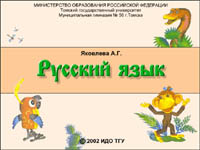 МИНИСТЕРСТВО ОБРАЗОВАНИЯ РОССИЙСКОЙ ФЕДЕРАЦИИ
Томский государственный университет
Муниципальная гимназия № 56 г.Томска
Яковлева А.Г.
Русский язык
© 2002 ИДО ТГУ